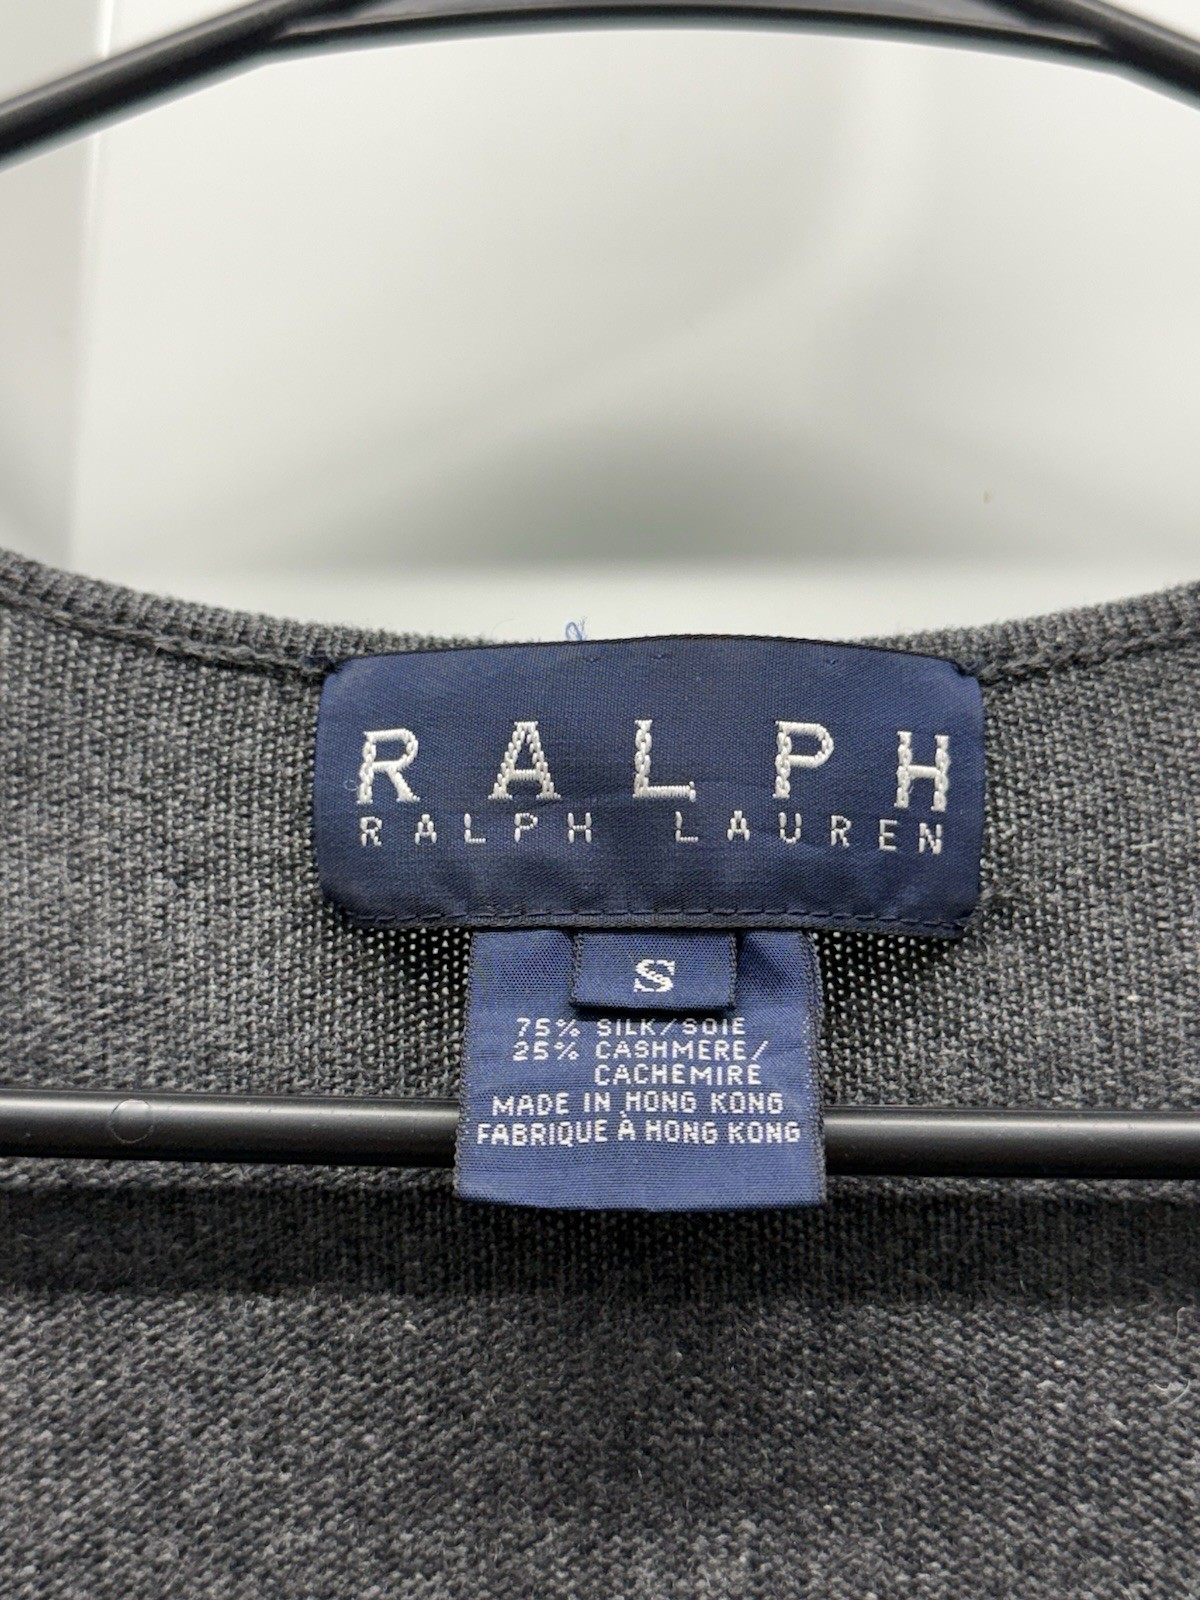 RALPH
RALPH LAUREN
S
75% SILK/SOIE
25% CASHMERE/
CACHEMIRE
MADE IN HONG KONG
FABRIQUE À HONG KONG